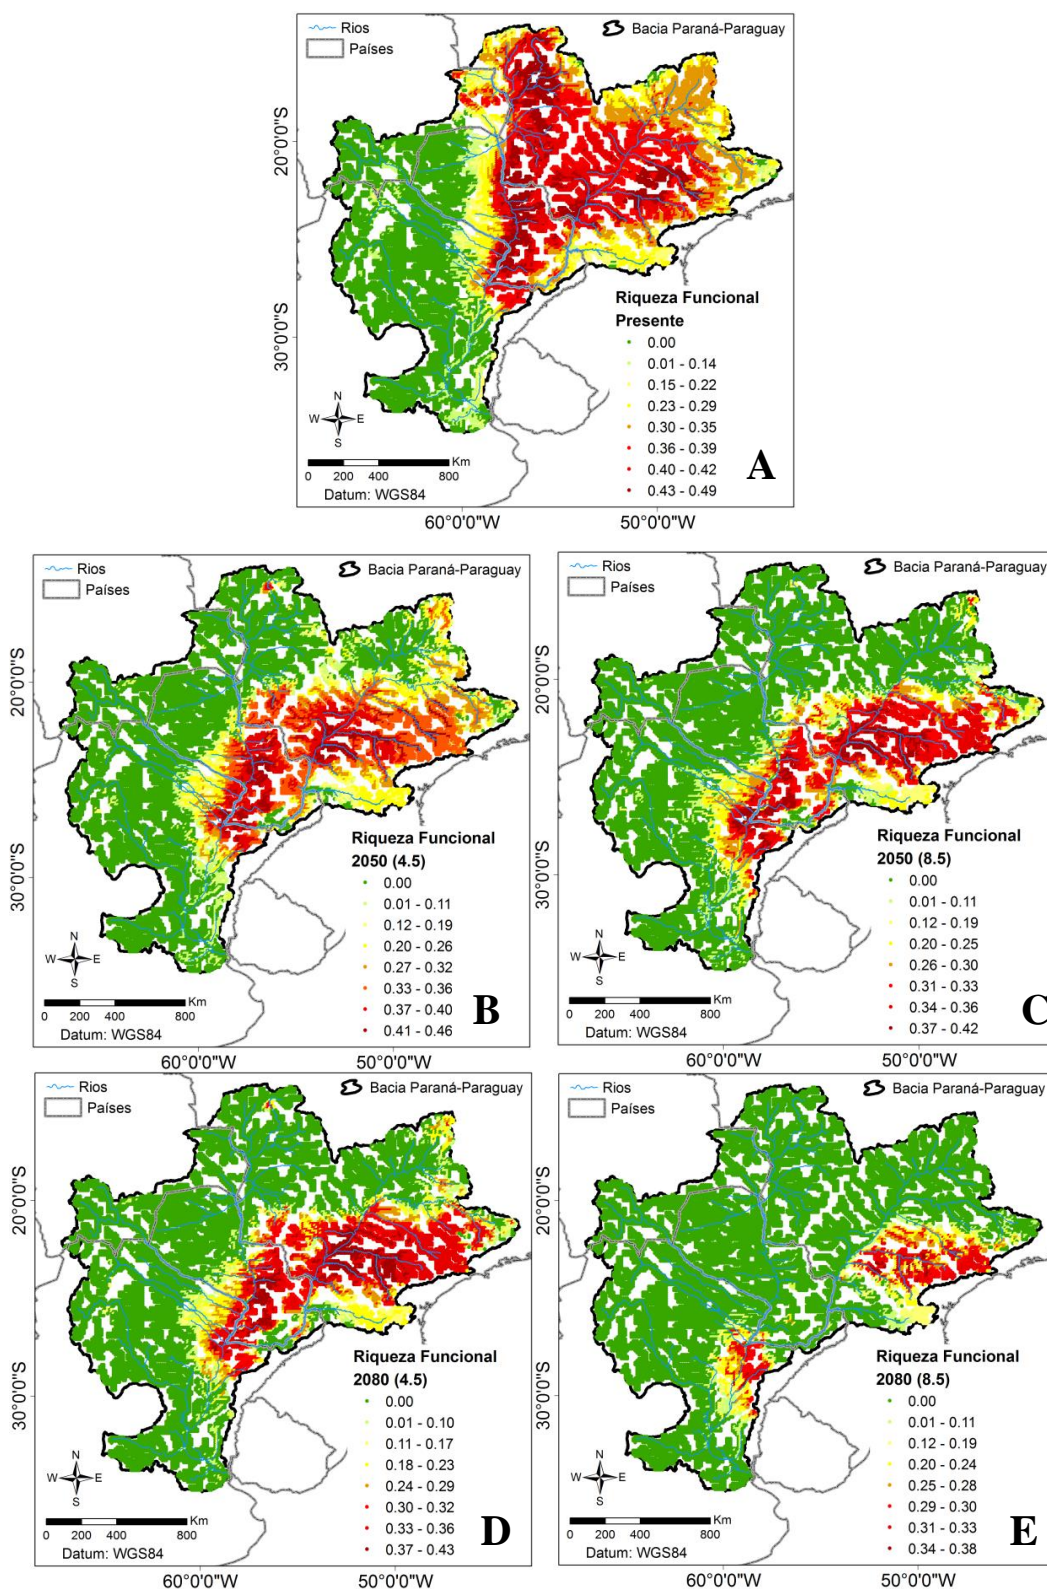 Rios
Bacia Paraná-Paraguay
Países
20°0'0"S
30°0'0"S
Riqueza Funcional
Presente
0.00
0.01 - 0.14
0.15 - 0.22
0.23 - 0.29
0.30 - 0.35
0.36 - 0.39
0.40 - 0.42
0.43 - 0.49
N
W E
S
Km
0 200 400 800
Datum: WGS84
A
60°0'0"W 50°0'0"W
Rios
Bacia Paraná-Paraguay
Países
20°0'0"S
30°0'0"S
Riqueza Funcional
2050 (4.5)
0.00
0.01 - 0.11
0.12 - 0.19
0.20 - 0.26
0.27 - 0.32
0.33 - 0.36
0.37 - 0.40
0.41 - 0.46
N
W E
S
Km
0 200 400 800
Datum: WGS84
B
60°0'0"W 50°0'0"W
Rios
Bacia Paraná-Paraguay
Países
20°0'0"S
30°0'0"S
Riqueza Funcional
2050 (8.5)
0.00
0.01 - 0.11
0.12 - 0.19
0.20 - 0.25
0.26 - 0.30
0.31 - 0.33
0.34 - 0.36
0.37 - 0.42
N
W E
S
Km
0 200 400 800
Datum: WGS84
C
60°0'0"W 50°0'0"W
Rios
Bacia Paraná-Paraguay
Países
20°0'0"S
30°0'0"S
Riqueza Funcional
2080 (4.5)
0.00
0.01 - 0.10
0.11 - 0.17
0.18 - 0.23
0.24 - 0.29
0.30 - 0.32
0.33 - 0.36
0.37 - 0.43
N
W E
S
Km
0 200 400 800
Datum: WGS84
D
60°0'0"W 50°0'0"W
Rios
Bacia Paraná-Paraguay
Países
20°0'0"S
30°0'0"S
Riqueza Funcional
2080 (8.5)
0.00
0.01 - 0.11
0.12 - 0.19
0.20 - 0.24
0.25 - 0.28
0.29 - 0.30
0.31 - 0.33
0.34 - 0.38
N
W E
S
Km
0 200 400 800
Datum: WGS84
E
60°0'0"W 50°0'0"W